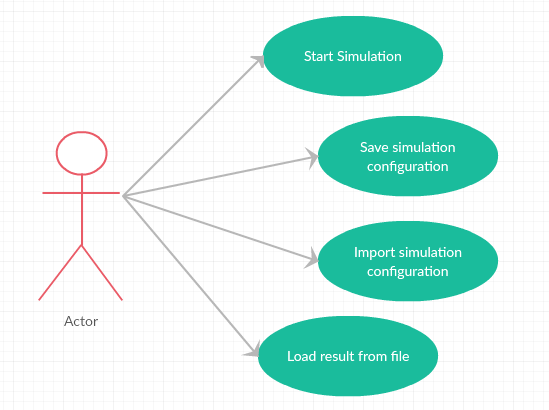 Start Simulation
Save simulation
configuration
Import simulation
configuration
Load result from file
Actor